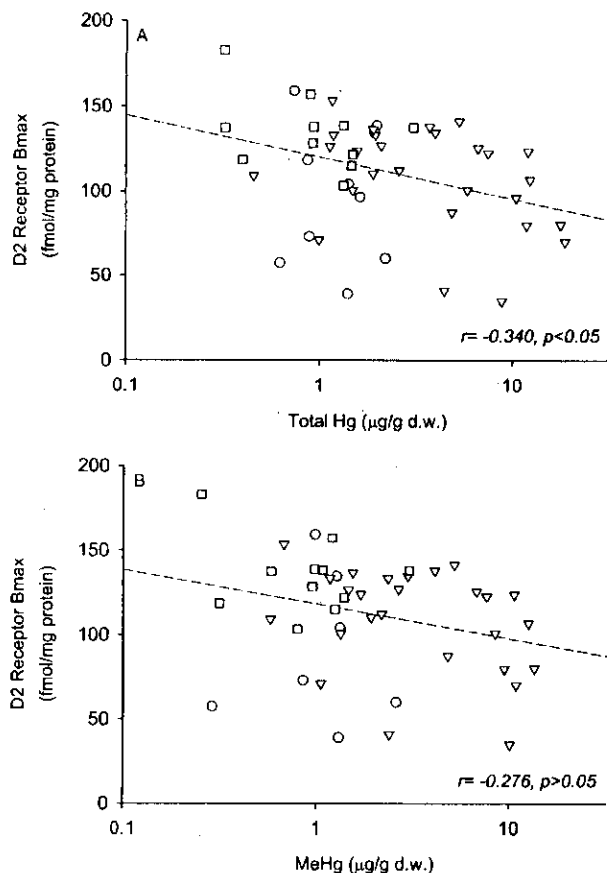 A
200
150
100
50
0
D2 Receptor Bmax
(fmol/mg protein)
r= -0.340, p<0.05
0.1 1 10
Total Hg (µg/g d.w.)
B
200
150
100
50
0
D2 Receptor Bmax
(fmol/mg protein)
r= -0.276, p>0.05
0.1 1 10
MeHg (µg/g d.w.)